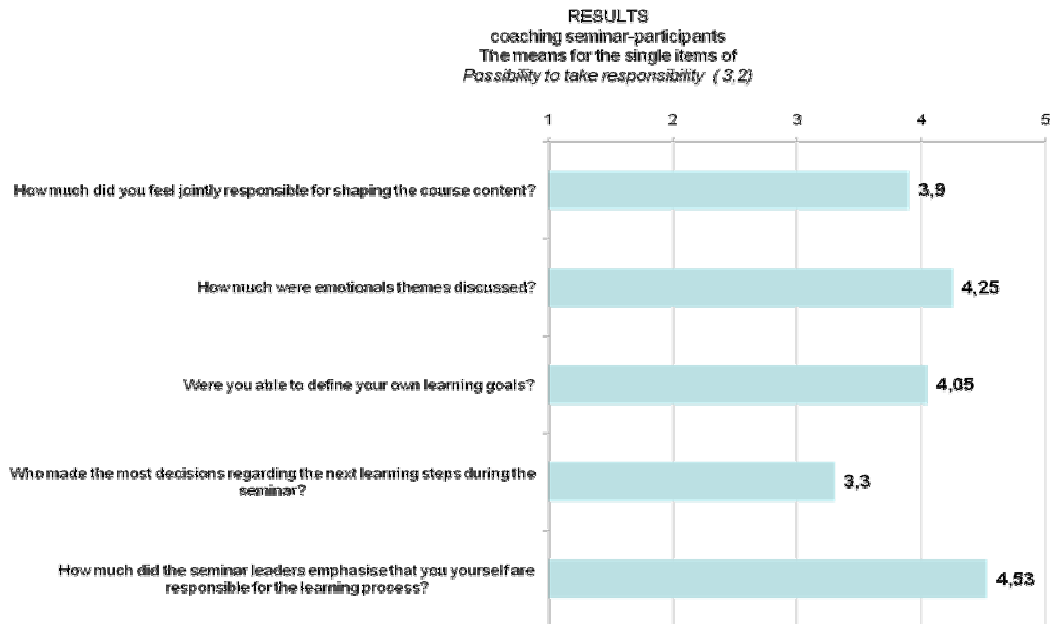 RESULTS
coaching seminar-participants
The means for the single items of
Possibility to take responsibility ( 3,2)
1 2 3 4 5
How much did you feel jointly responsible for shaping the course content? 3,9
How much were emotionals themes discussed? 4,25
Were you able to define your own learning goals? 4,05
Who made the most decisions regarding the next learning steps during the
seminar?
3,3
How much did the seminar leaders emphasise that you yourself are
responsible for the learning process?
4,53